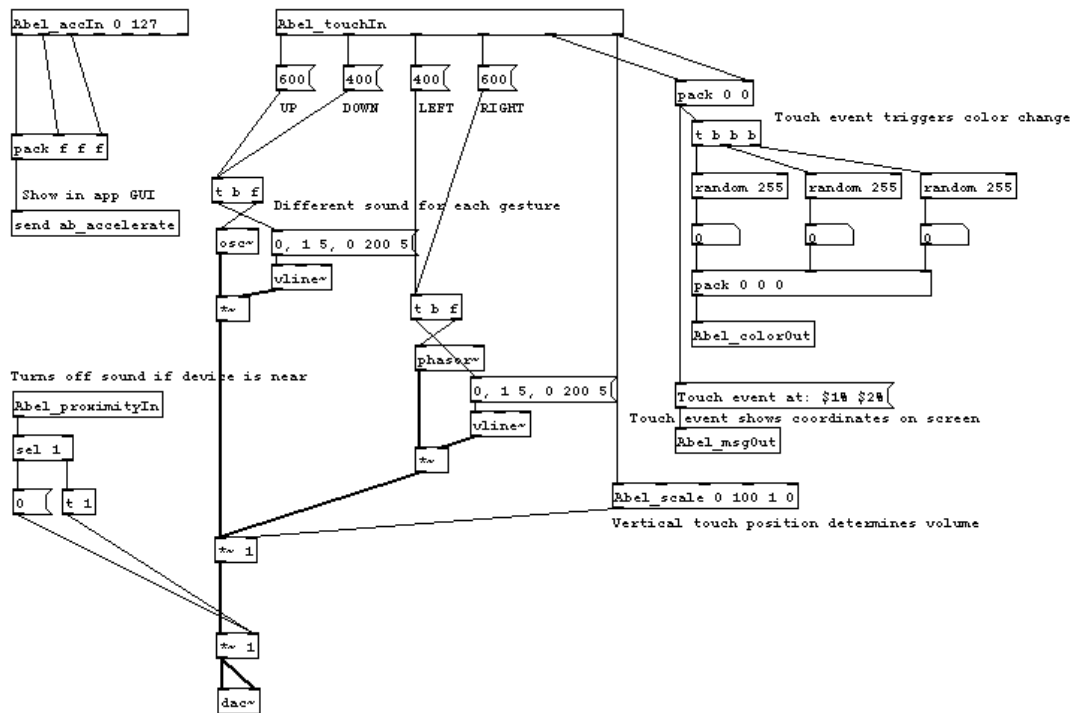 Abel_accIn 0 127
Abel_touchIn
600
400
400
600
UP
DOWN
LEFT
RIGHT
pack 0 0
Touch event triggers color change
pack f f f
t b b b
Show in app GUI
t b f
random 255
random 255
random 255
send ab_accelerate
Different sound for each gesture
osc~
0, 1 5, 0 200 5
0
0
0
vline~
pack 0 0 0
*~
t b f
Abel_colorOut
phasor~
Turns off sound if device is near
0, 1 5, 0 200 5
Touch event at: $1% $2%
Abel_proximityIn
vline~
Touch event shows coordinates on screen
sel 1
*~
Abel_msgOut
0
t 1
Abel_scale 0 100 1 0
Vertical touch position determines volume
*~ 1
*~ 1
dac~